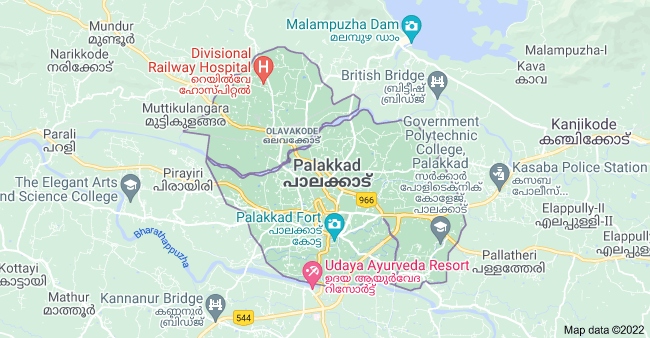 Mundur
മുണ്ടൂർ
Malampuzha Dam
മലമ്പുഴ ഡാം
Narikkode
നരിക്കോട്
Divisional
Railway Hospital
റെയിൽവേ
ഹോസ്പിറ്റൽ
Malampuzha-I
Kava
കാവ
British Bridge
ബ്രിട്ടീഷ്
ബ്രിഡ്ജ്
Muttikulangara
മുട്ടികുളങ്ങര
OLAVAKODE
ഒലവക്കോട്
Government
Polytechnic
College,
Palakkad
സർക്കാർ
പോളിടെക്നിക്
കോളേജ്,
പാലക്കാട്
Kanjikode
കഞ്ചിക്കോട്
Parali
പറളി
Pirayiri
പിരായിരി
Palakkad
പാലക്കാട്
Kasaba Police Station
കസബ
പോലീസ്...
The Elegant Arts
and Science College
966
Palakkad Fort
പാലക്കാട്
കോട്ട
Elappully-II
എലപ്പുള്ളി-II
Elappully
എലപ്പുള്ളി
Bharathappuzha
Pallatheri
പള്ളത്തേരി
Kottayi
കോട്ടായി
Udaya Ayurveda Resort
ഉദയ ആയുർവേദ
റിസോർട്ട്
Mathur
മാത്തൂർ
Kannanur Bridge
കണ്ണനൂർ
ബ്രിഡ്ജ്
544
Map data ©2022